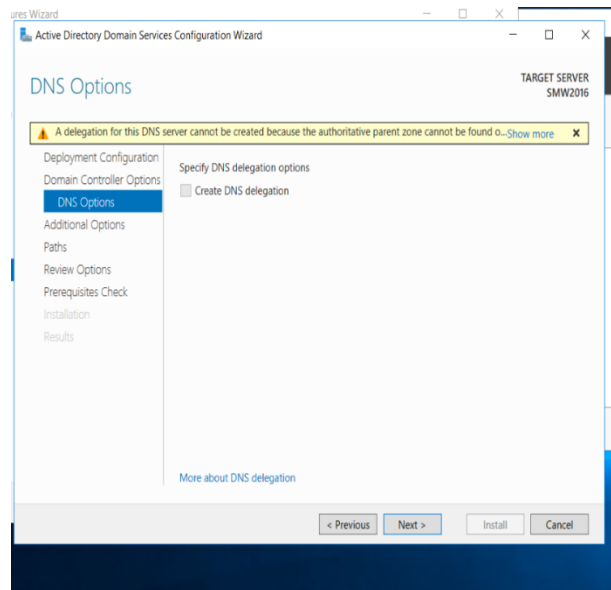 ures Wizard
Active Directory Domain Services Configuration Wizard
DNS Options
TARGET SERVER
SMW2016
A delegation for this DNS server cannot be created because the authoritative parent zone cannot be found o...Show more
Deployment Configuration
Domain Controller Options
DNS Options
Additional Options
Paths
Review Options
Prerequisites Check
Installation
Results
Specify DNS delegation options
Create DNS delegation
More about DNS delegation
< Previous Next > Install Cancel